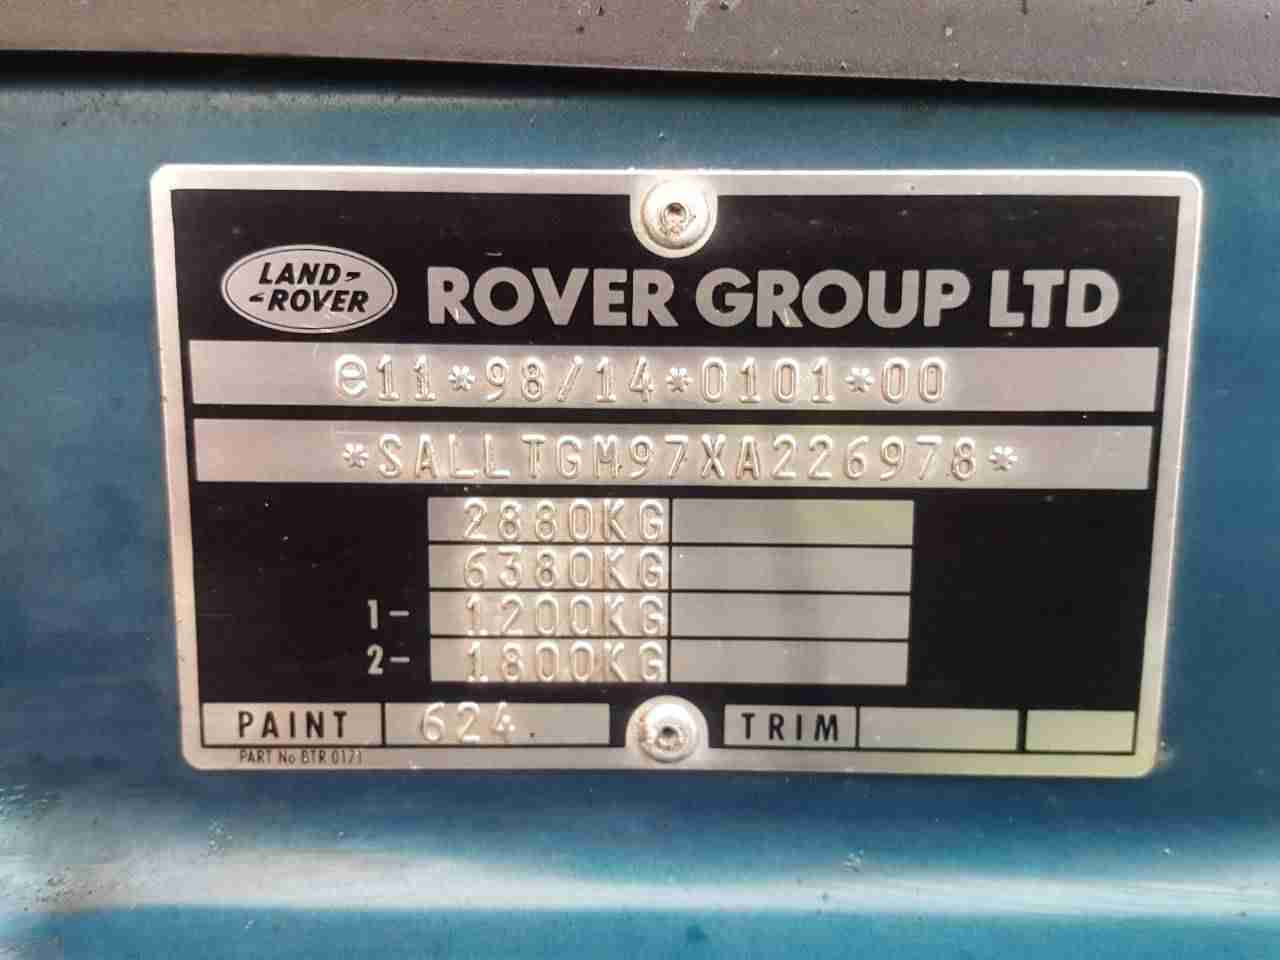 LAND-
-ROVER
ROVER GROUP LTD
e11*98/14*0101*00
*SALLTGM97XA226978*
2880KG
6380KG
1- 1200KG
2- 1800KG
PAINT 624 TRIM
PART No BTR 0171